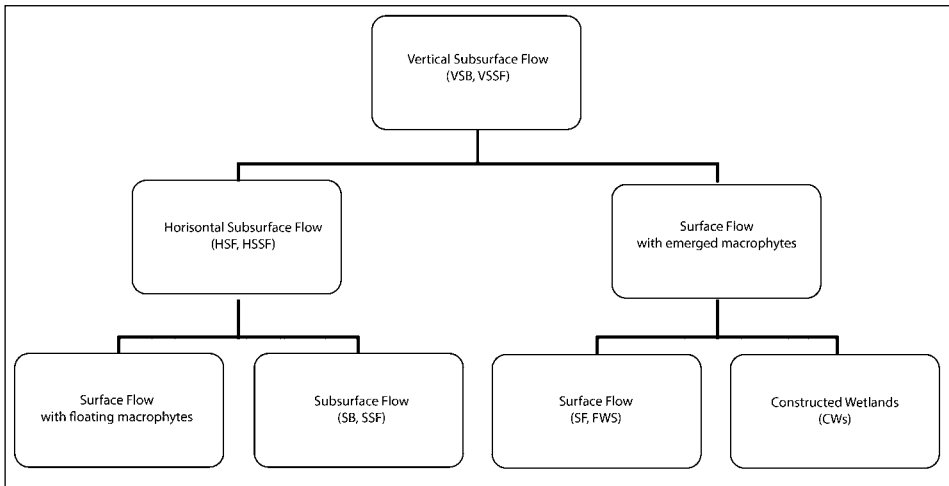 Vertical Subsurface Flow
(VSB, VSSF)
Horisontal Subsurface Flow
(HSF, HSSF)
Surface Flow
with emerged macrophytes
Surface Flow
with floating macrophytes
Subsurface Flow
(SB, SSF)
Surface Flow
(SF, FWS)
Constructed Wetlands
(CWs)